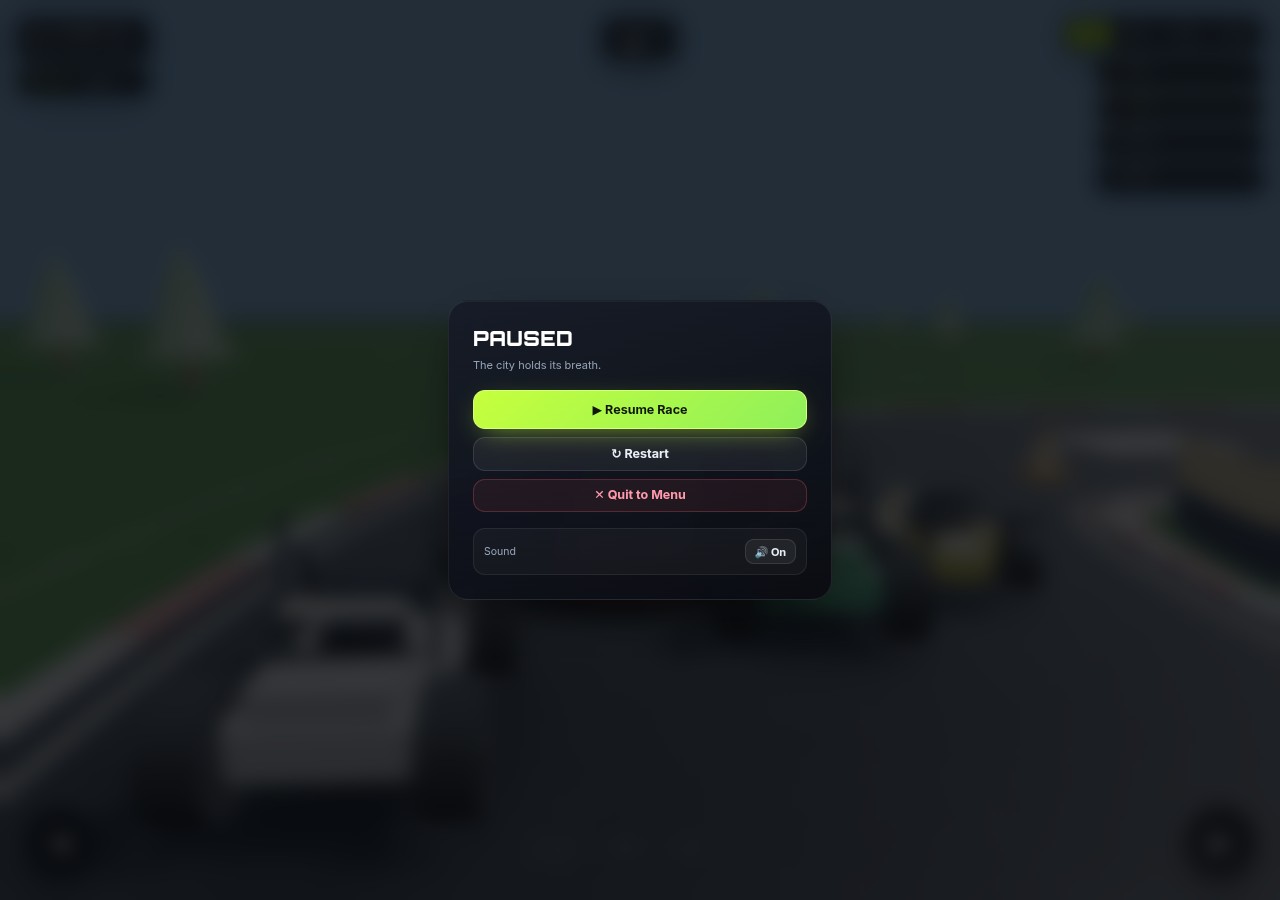 PAUSED
The city holds its breath.
▶ Resume Race
↻ Restart
✕ Quit to Menu
Sound
🔊 On